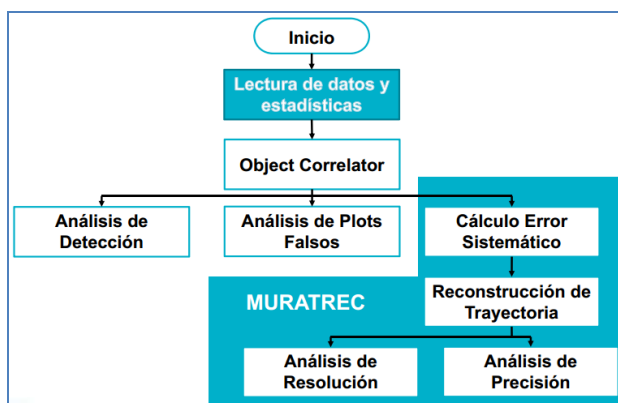 Inicio
Lectura de datos y
estadísticas
Object Correlator
Análisis de
Detección
Análisis de Plots
Falsos
Cálculo Error
Sistemático
MURATREC
Reconstrucción de
Trayectoria
Análisis de
Resolución
Análisis de
Precisión